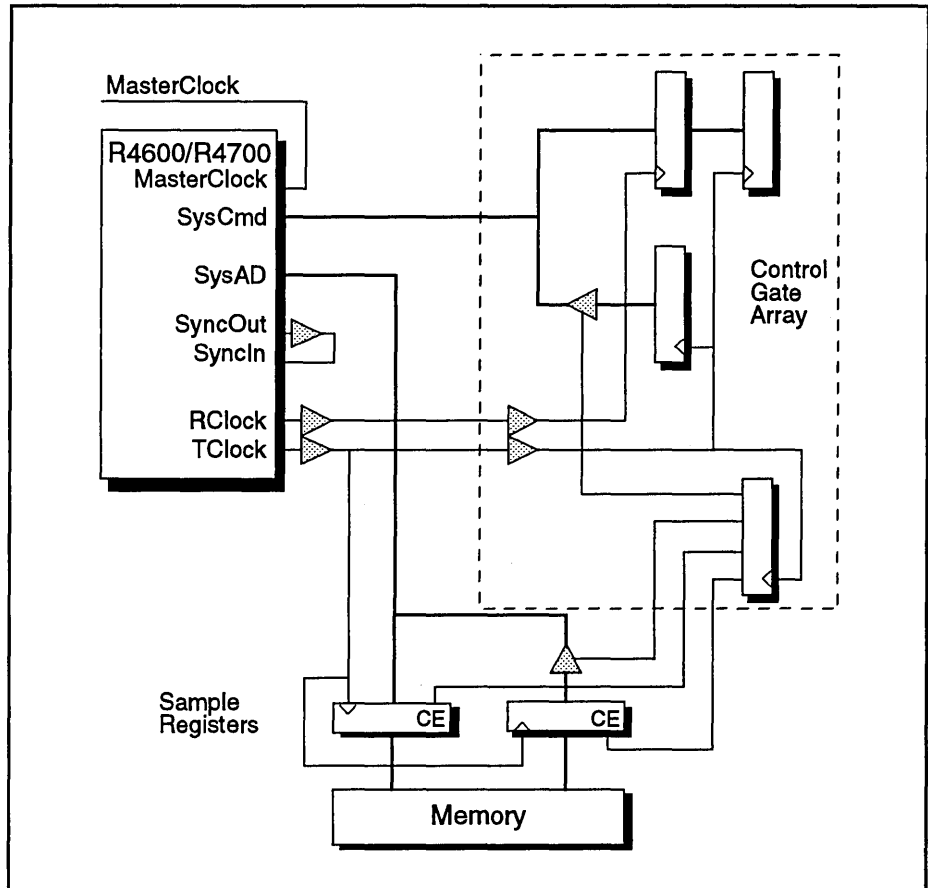 MasterClock
R4600/R4700
MasterClock
SysCmd
SysAD
SyncOut
SyncIn
RClock
TClock
Control
Gate
Array
Sample
Registers
CE
CE
Memory